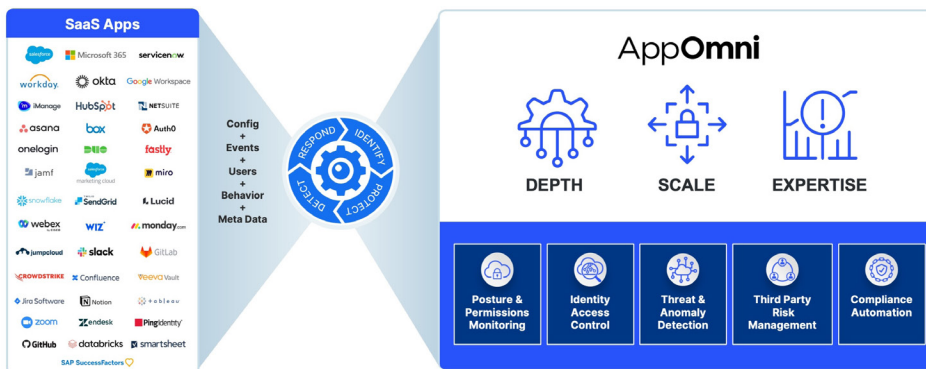 SaaS Apps
salesforce Microsoft 365 servicenow
workday. okta Google Workspace
iManage HubSpot NETSUITE
asana box Auth0
onelogin DUO fastly
jamf salesforce marketing cloud miro
snowflake SendGrid Lucid
webex WIZ monday.com
jumpcloud slack GitLab
CROWDSTRIKE Confluence Veeva Vault
Jira Software Notion +ableau
zoom zendesk PingIdentity
GitHub databricks smartsheet
SAP SuccessFactors
Config
+
Events
+
Users
+
Behavior
+
Meta Data
RESPOND
IDENTIFY
PROTECT
DETECT
AppOmni
DEPTH
SCALE
EXPERTISE
Posture &
Permissions
Monitoring
Identity
Access
Control
Threat &
Anomaly
Detection
Third Party
Risk
Management
Compliance
Automation